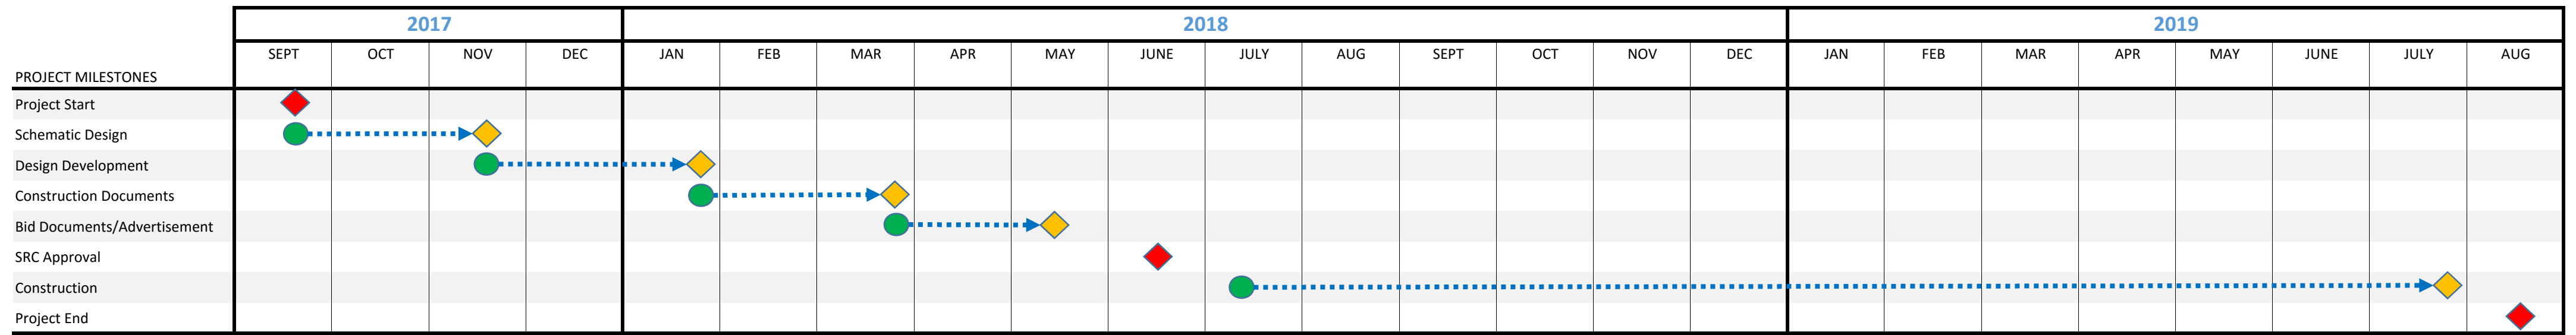 2017 2018 2019
SEPT OCT NOV DEC JAN FEB MAR APR MAY JUNE JULY AUG SEPT OCT NOV DEC JAN FEB MAR APR MAY JUNE JULY AUG
PROJECT MILESTONES
Project Start
Schematic Design
Design Development
Construction Documents
Bid Documents/Advertisement
SRC Approval
Construction
Project End